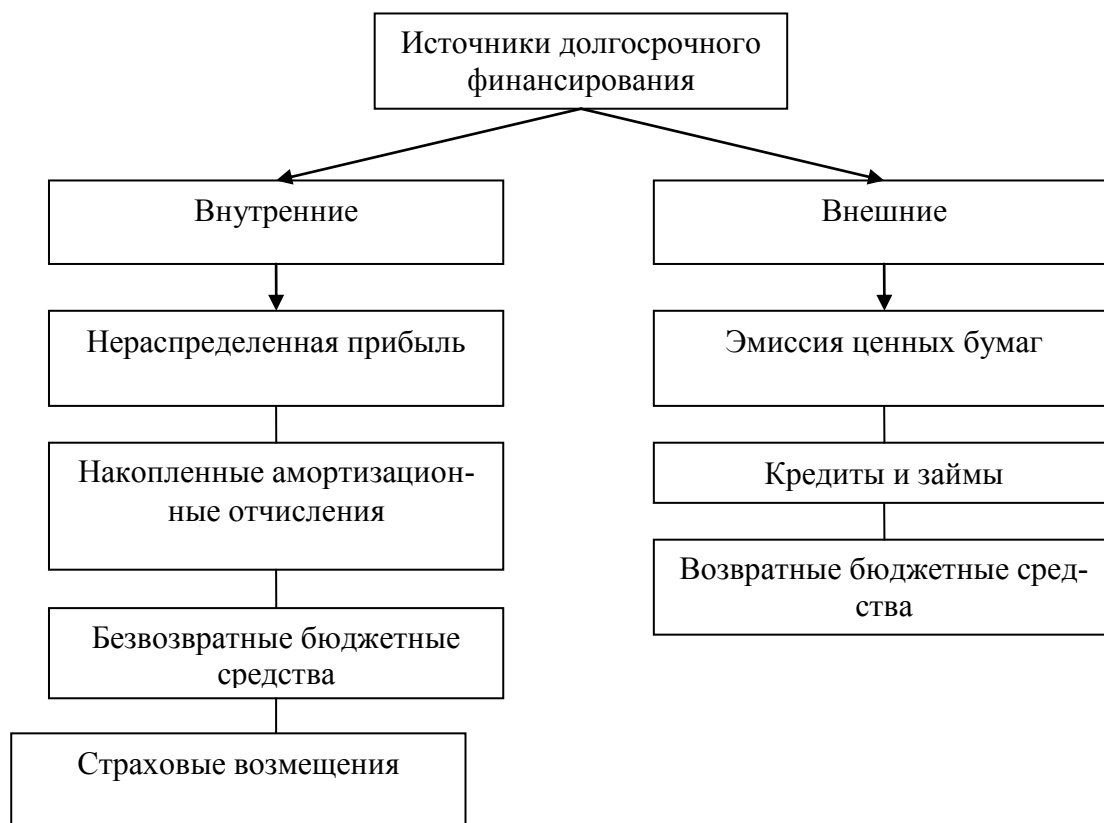 Источники долгосрочного
финансирования
Внутренние
Внешние
Нераспределенная прибыль
Эмиссия ценных бумаг
Накопленные амортизацион-
ные отчисления
Кредиты и займы
Возвратные бюджетные сред-
ства
Безвозвратные бюджетные
средства
Страховые возмещения